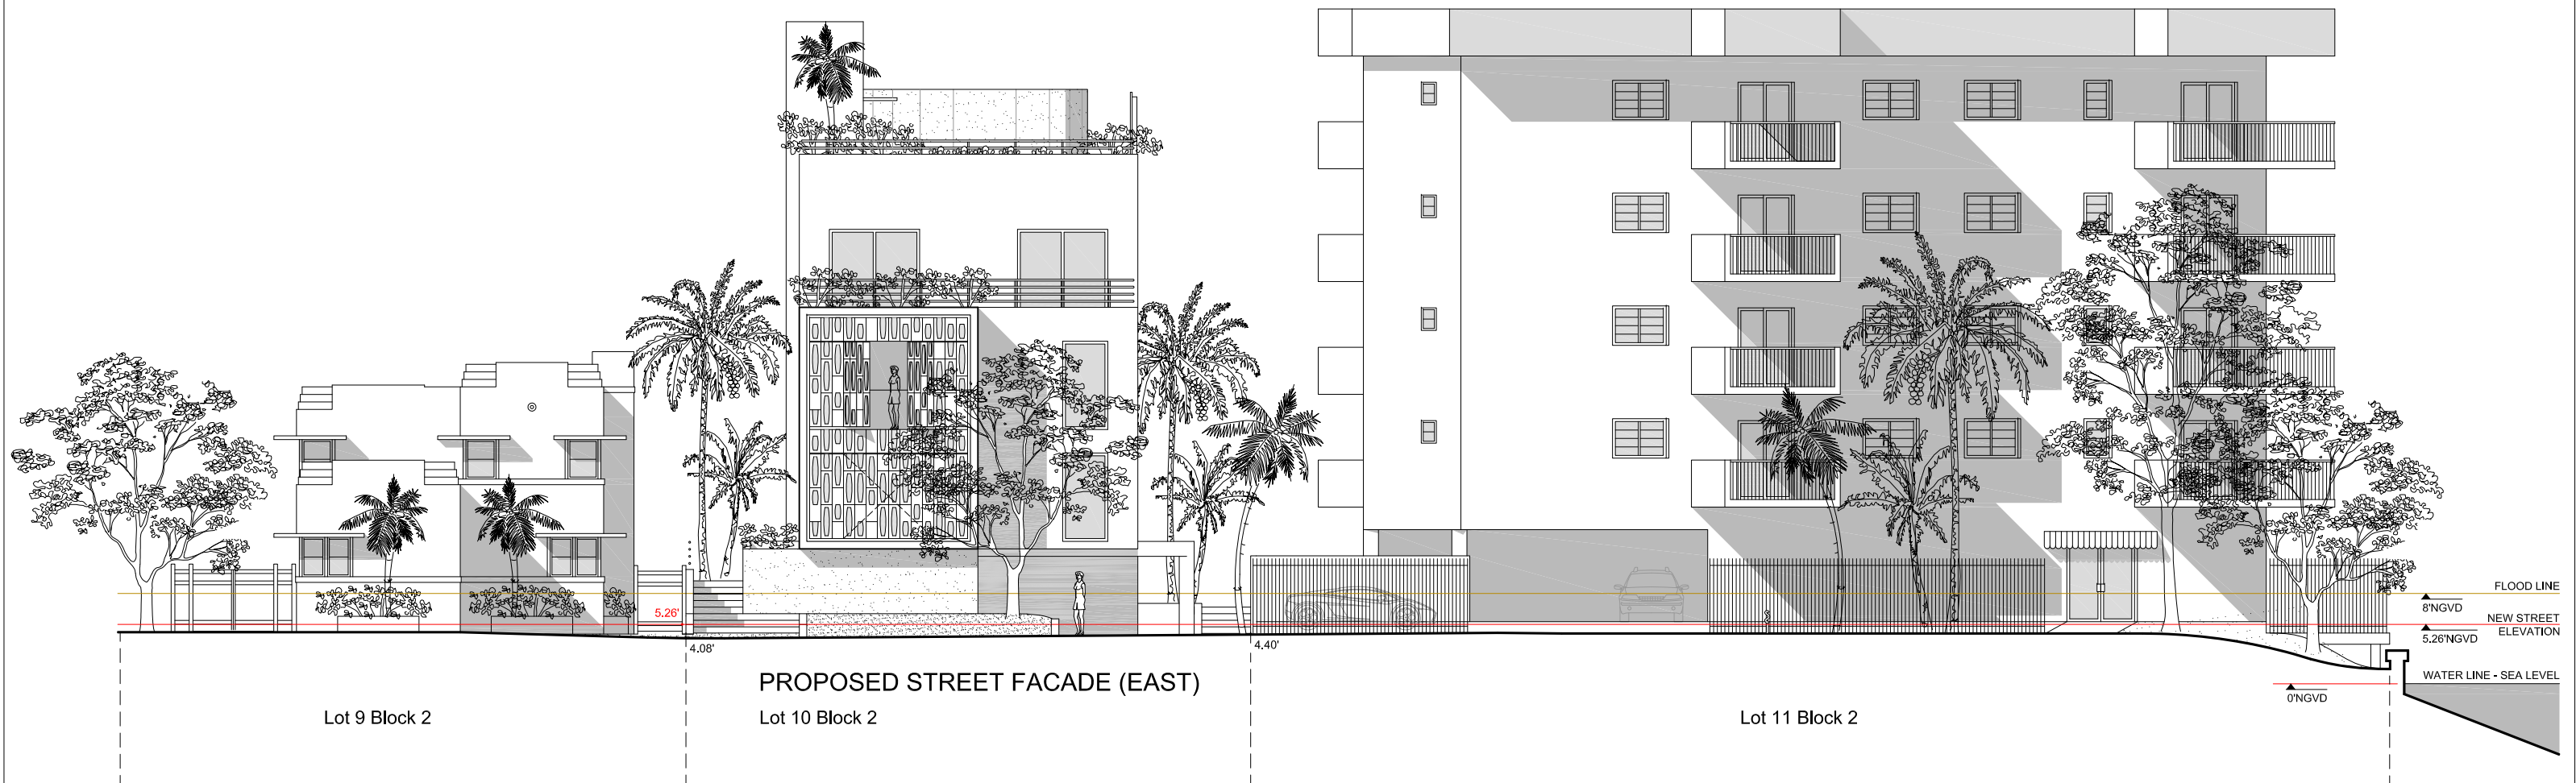 FLOOD LINE
8'NGVD
5.26'
NEW STREET
ELEVATION
5.26'NGVD
4.08'
4.40'
PROPOSED STREET FACADE (EAST)
WATER LINE - SEA LEVEL
0'NGVD
Lot 9 Block 2
Lot 10 Block 2
Lot 11 Block 2